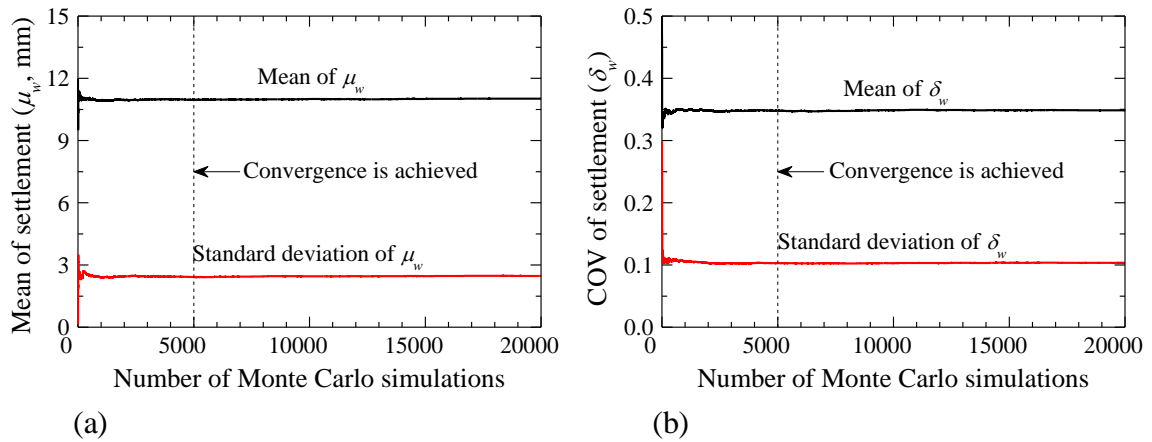 Mean of settlement (μw, mm)
15
12
9
6
3
0
Mean of μw
Convergence is achieved
Standard deviation of μw
0 5000 10000 15000 20000
Number of Monte Carlo simulations
(a)
COV of settlement (δw)
0.5
0.4
0.3
0.2
0.1
0.0
Mean of δw
Convergence is achieved
Standard deviation of δw
0 5000 10000 15000 20000
Number of Monte Carlo simulations
(b)